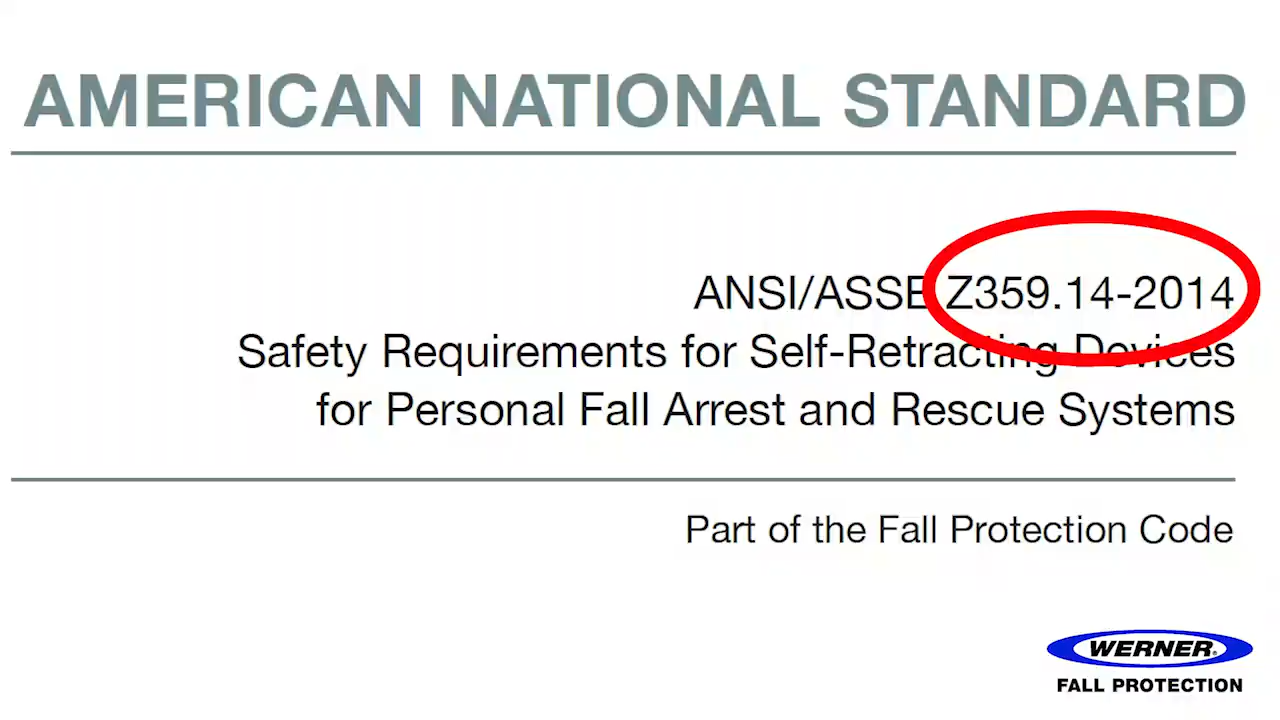 AMERICAN NATIONAL STANDARD
ANSI/ASSE Z359.14-2014
Safety Requirements for Self-Retracting Devices
for Personal Fall Arrest and Rescue Systems
Part of the Fall Protection Code
WERNER®
FALL PROTECTION